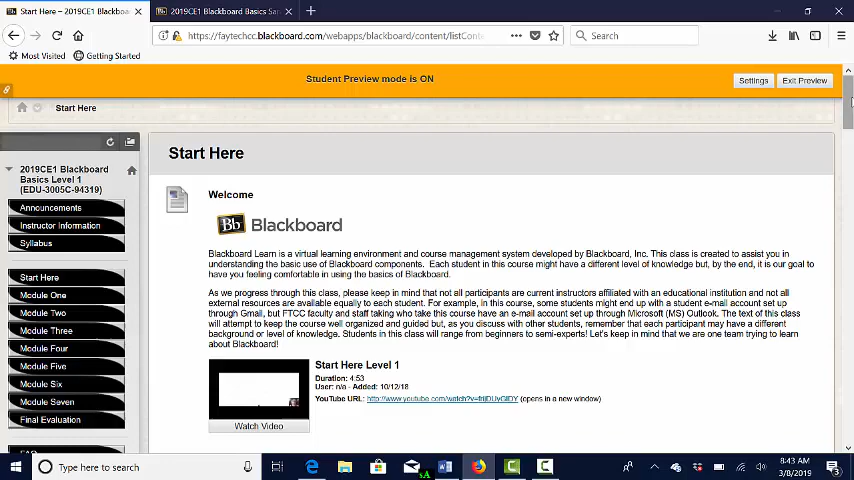 Start Here – 2019CE1 Blackboard
2019CE1 Blackboard Basics Sam
https://faytechcc.blackboard.com/webapps/blackboard/content/listConte
Search
Most Visited
Getting Started
Student Preview mode is ON
Settings
Exit Preview
Start Here
2019CE1 Blackboard
Basics Level 1
(EDU-3005C-94319)
Announcements
Instructor Information
Syllabus
Start Here
Module One
Module Two
Module Three
Module Four
Module Five
Module Six
Module Seven
Final Evaluation
FAQ
Start Here
Welcome
Bb Blackboard
Blackboard Learn is a virtual learning environment and course management system developed by Blackboard, Inc. This class is created to assist you in
understanding the basic use of Blackboard components. Each student in this course might have a different level of knowledge but, by the end, it is our goal to
have you feeling comfortable in using the basics of Blackboard.
As we progress through this class, please keep in mind that not all participants are current instructors affiliated with an educational institution and not all
external resources are available equally to each student. For example, in this course, some students might end up with a student e-mail account set up
through Gmail, but FTCC faculty and staff taking who take this course have an e-mail account set up through Microsoft (MS) Outlook. The text of this class
will attempt to keep the course well organized and guided but, as you discuss with other students, remember that each participant may have a different
background or level of knowledge. Students in this class will range from beginners to semi-experts! Let's keep in mind that we are one team trying to learn
about Blackboard!
Start Here Level 1
Duration: 4:53
User: n/a - Added: 10/12/18
YouTube URL: (opens in a new window)
Watch Video
Type here to search
8:43 AM
3/8/2019